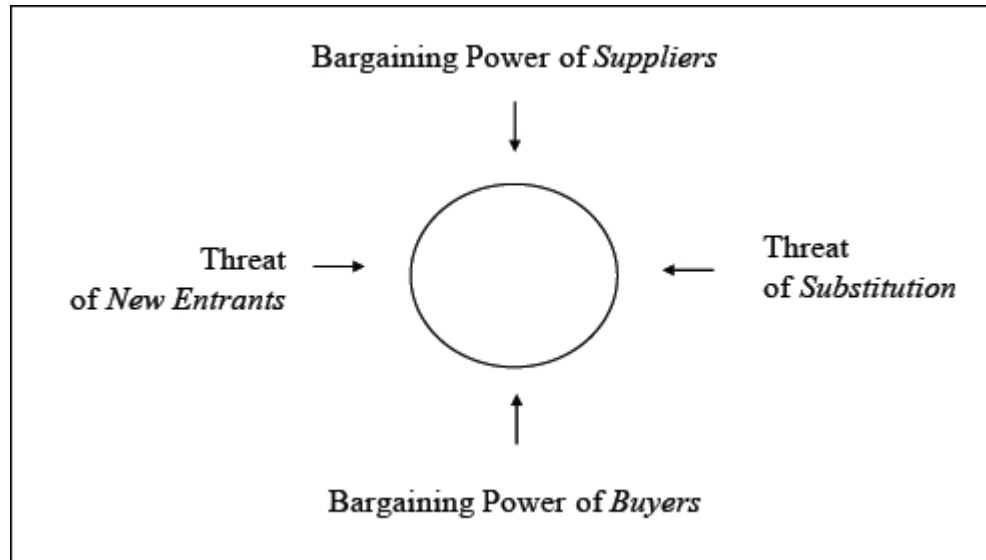 Bargaining Power of Suppliers
Threat
of New Entrants
Threat
of Substitution
Bargaining Power of Buyers